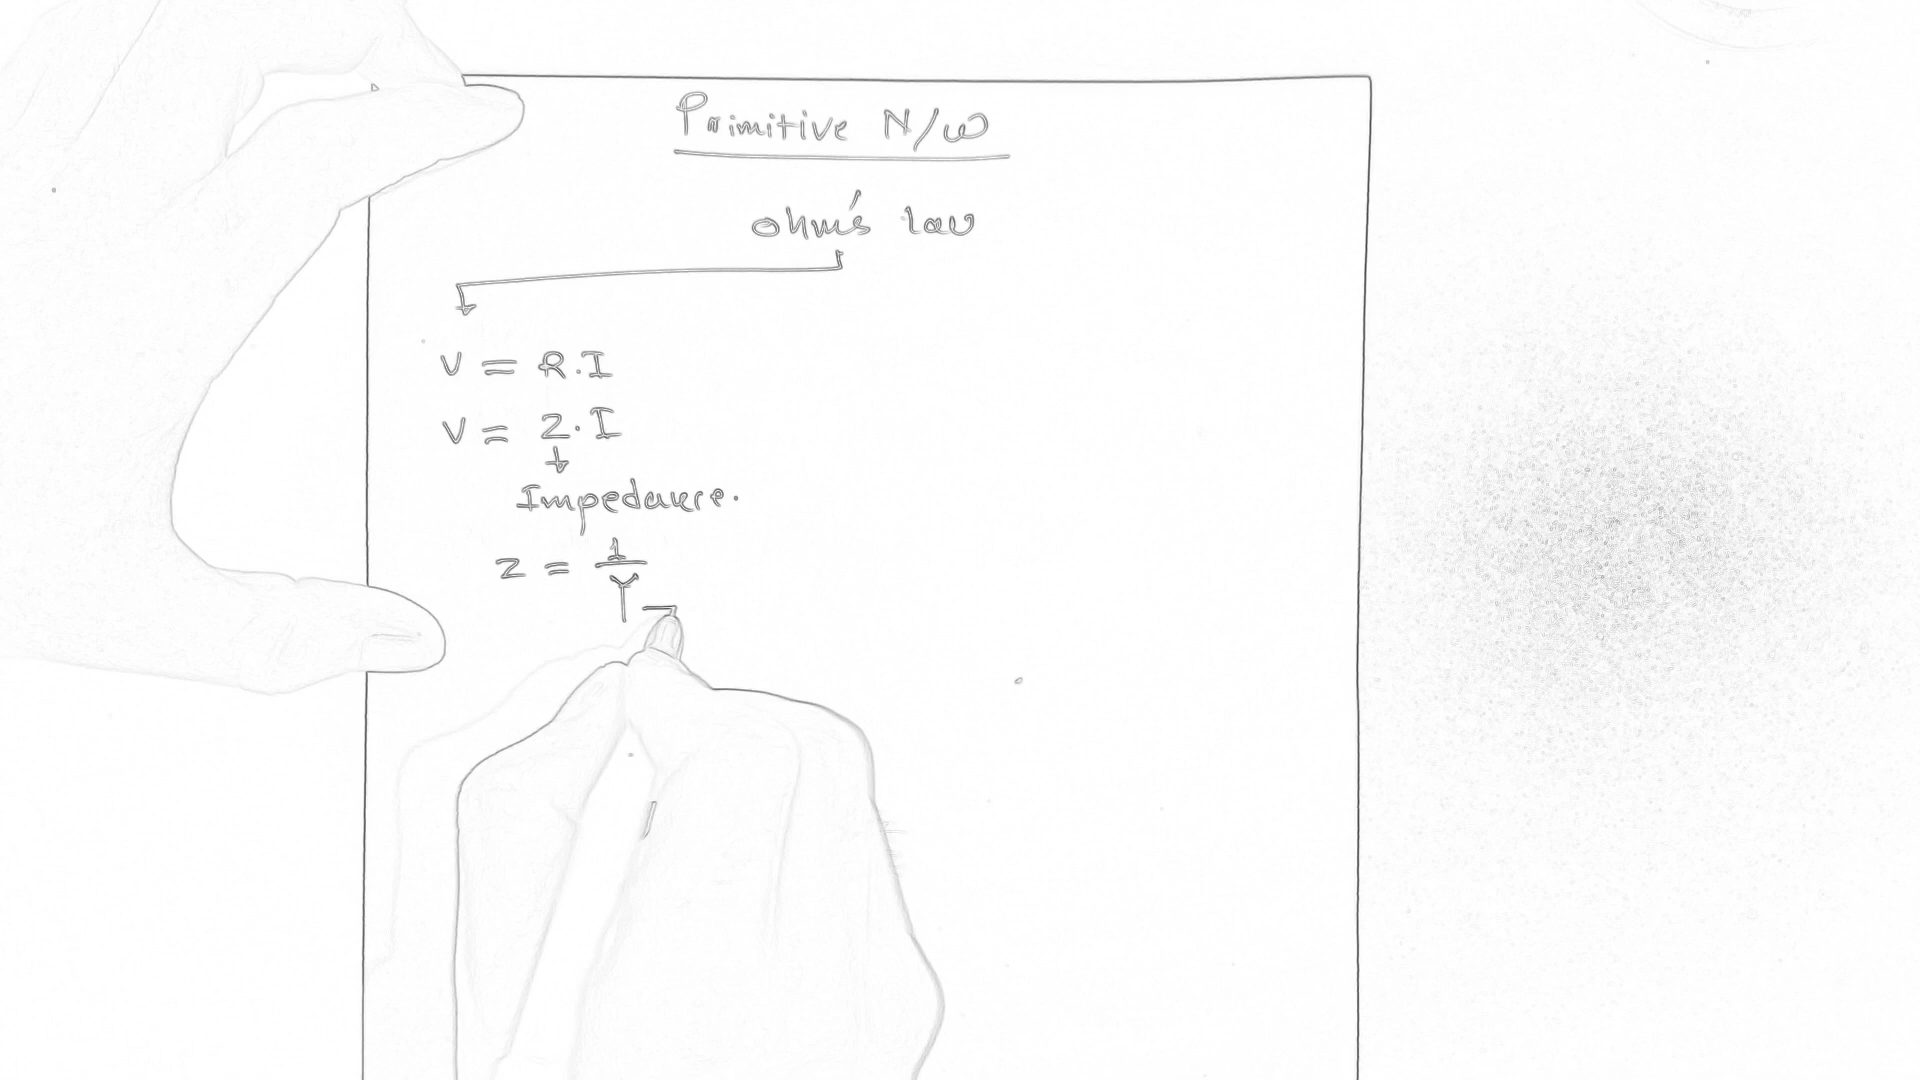 Primitive N/w
ohm's law
V = R.I
V = Z.I
Impedance.
Z = 1/Y